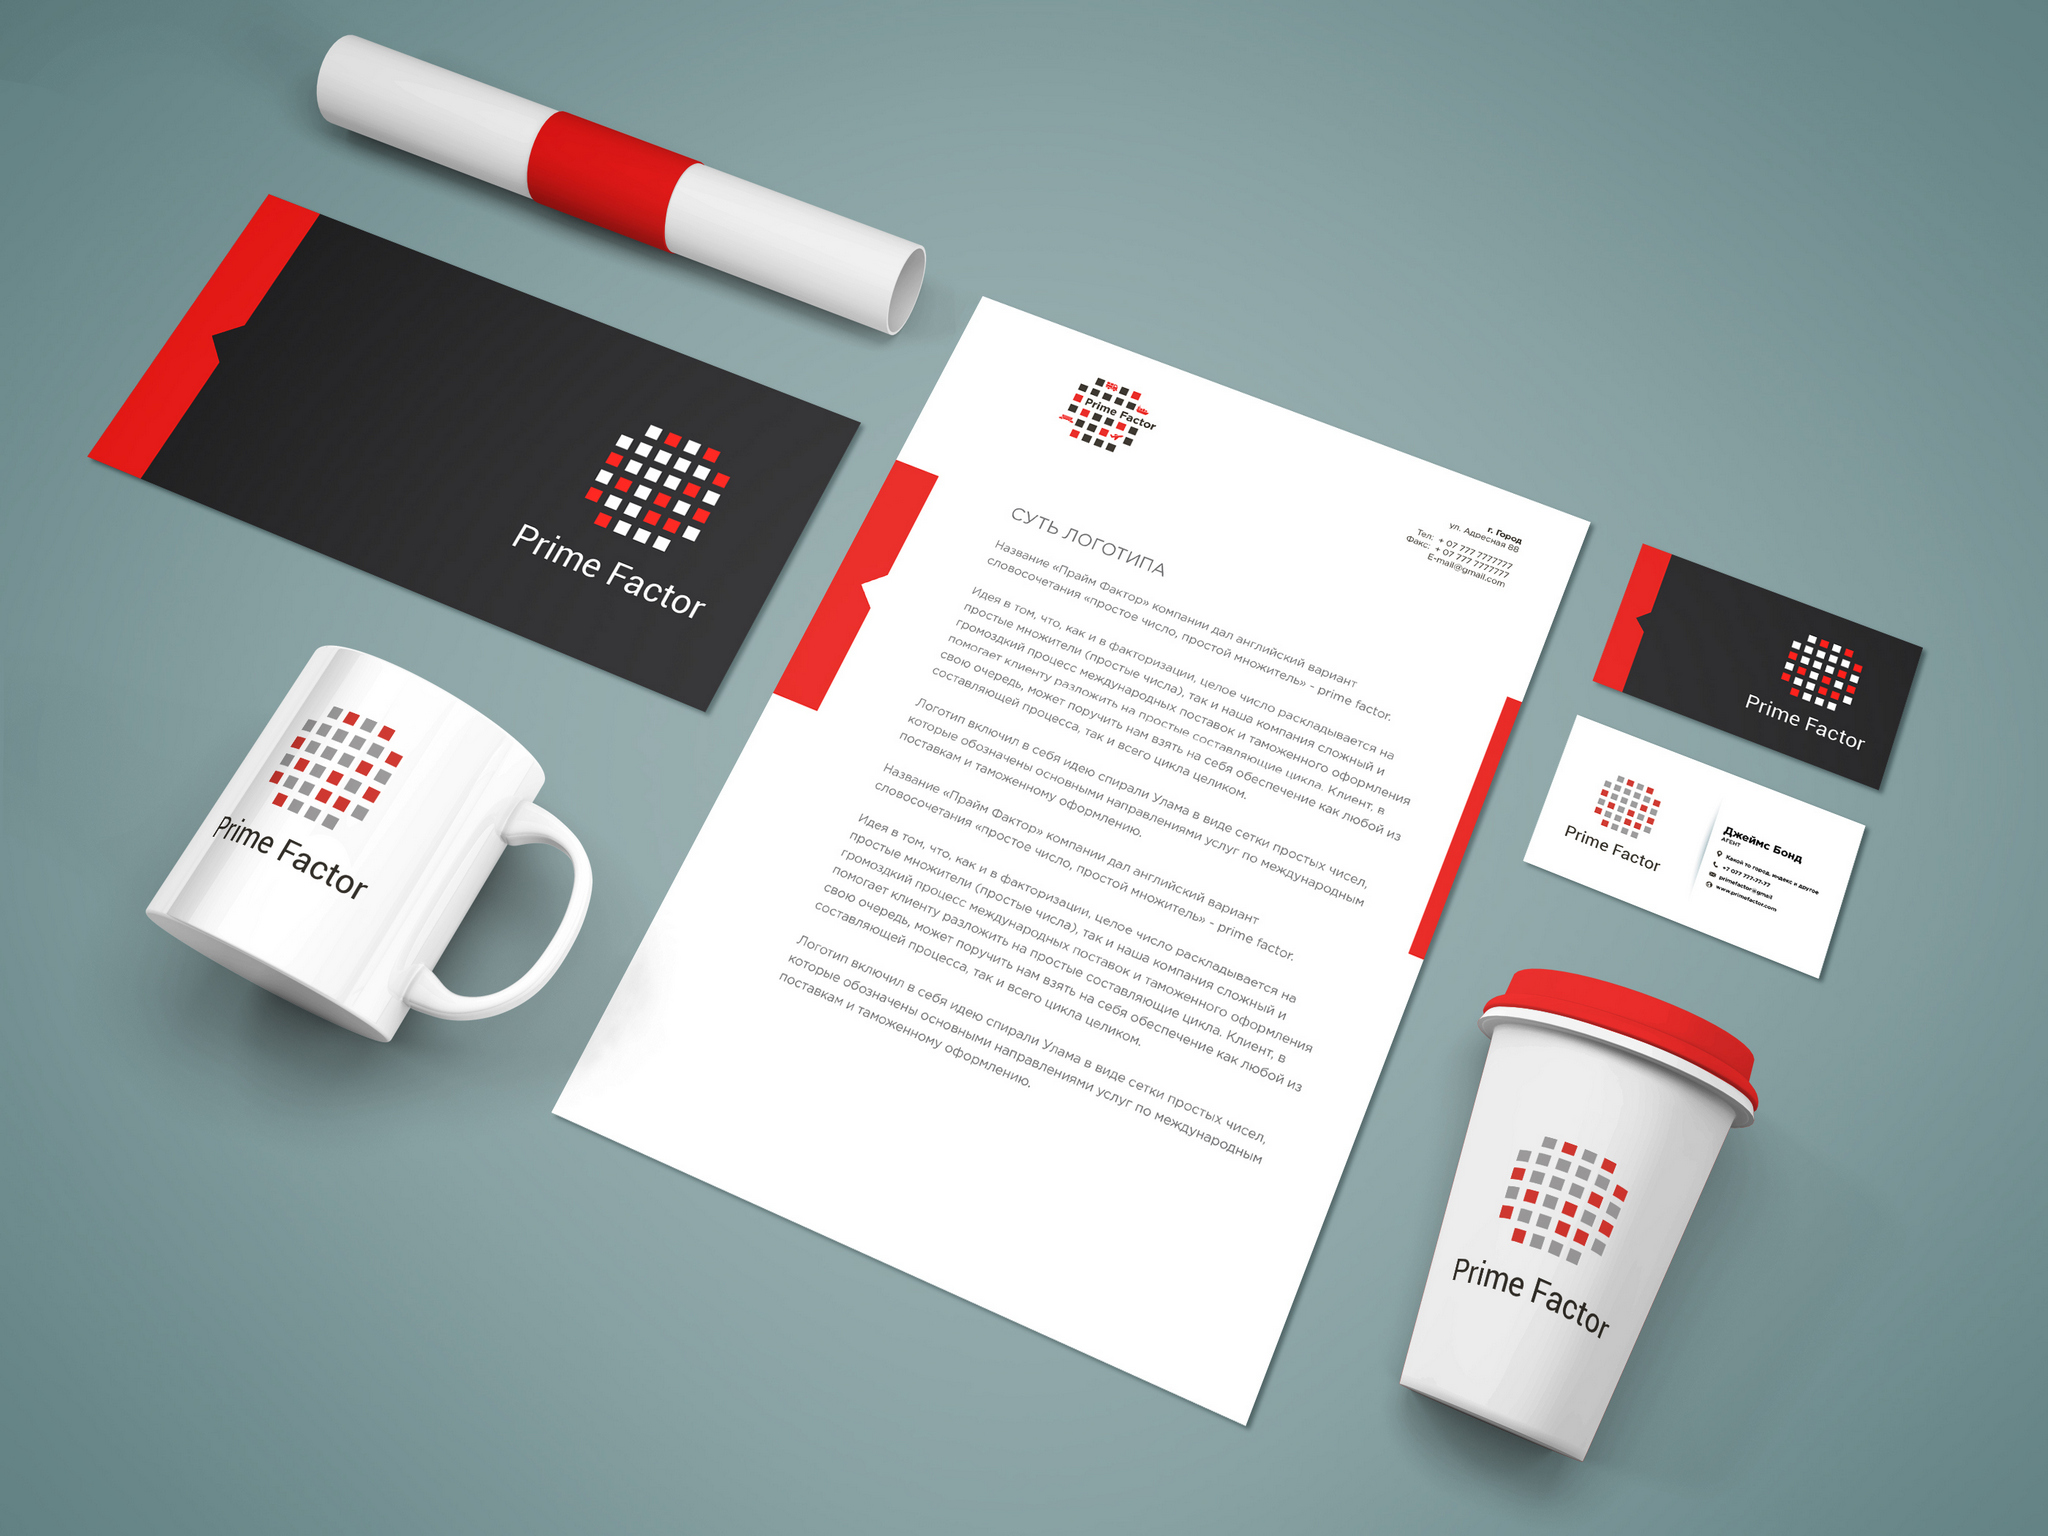 Prime Factor
Prime Factor
Prime Factor
г. Город
ул. Адресная 88
Тел: + 07 777 7777777
Факс: + 07 777 7777777
E-mail@gmail.com
СУТЬ ЛОГОТИПА
Название «Прайм Фактор» компании дал английский вариант
словосочетания «простое число, простой множитель» - prime factor.
Идея в том, что, как и в факторизации, целое число раскладывается на
простые множители (простые числа), так и наша компания сложный и
громоздкий процесс международных поставок и таможенного оформления
помогает клиенту разложить на простые составляющие цикла. Клиент, в
свою очередь, может поручить нам взять на себя обеспечение как любой из
составляющей процесса, так и всего цикла целиком.
Логотип включил в себя идею спирали Улама в виде сетки простых чисел,
которые обозначены основными направлениями услуг по международным
поставкам и таможенному оформлению.
Название «Прайм Фактор» компании дал английский вариант
словосочетания «простое число, простой множитель» - prime factor.
Идея в том, что, как и в факторизации, целое число раскладывается на
простые множители (простые числа), так и наша компания сложный и
громоздкий процесс международных поставок и таможенного оформления
помогает клиенту разложить на простые составляющие цикла. Клиент, в
свою очередь, может поручить нам взять на себя обеспечение как любой из
составляющей процесса, так и всего цикла целиком.
Логотип включил в себя идею спирали Улама в виде сетки простых чисел,
которые обозначены основными направлениями услуг по международным
поставкам и таможенному оформлению.
Prime Factor
Prime Factor
Джеймс Бонд
АГЕНТ
Какой то город, индекс и другое
+7 077 777-77-77
primefactor@gmail
www.primefactor.com
Prime Factor